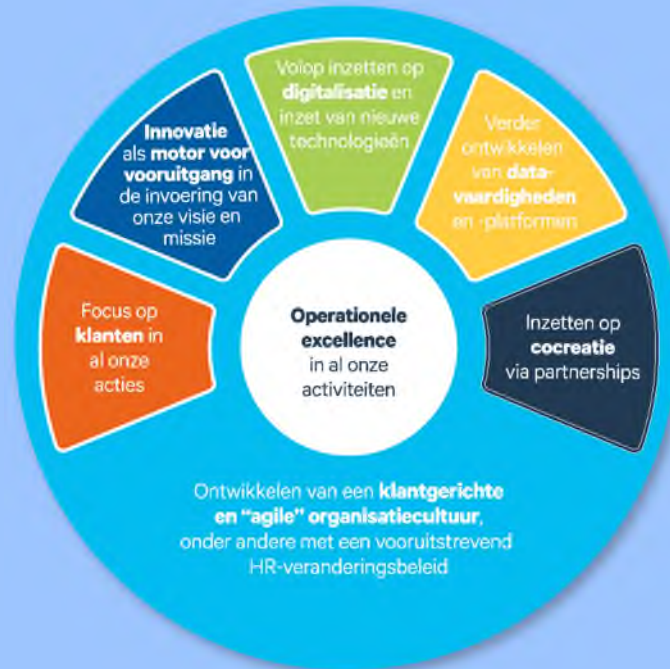 Focus op
klanten in
al onze
acties
Innovatie
als motor voor
vooruitgang in
de invoering van
onze visie en
missie
Volop inzetten op
digitalisatie en
inzet van nieuwe
technologieën
Verder
ontwikkelen
van data-
vaardigheden
en -platformen
Inzetten op
cocreatie
via partnerships
Operationele
excellence
in al onze
activiteiten
Ontwikkelen van een klantgerichte
en “agile” organisatiecultuur,
onder andere met een vooruitstrevend
HR-veranderingsbeleid